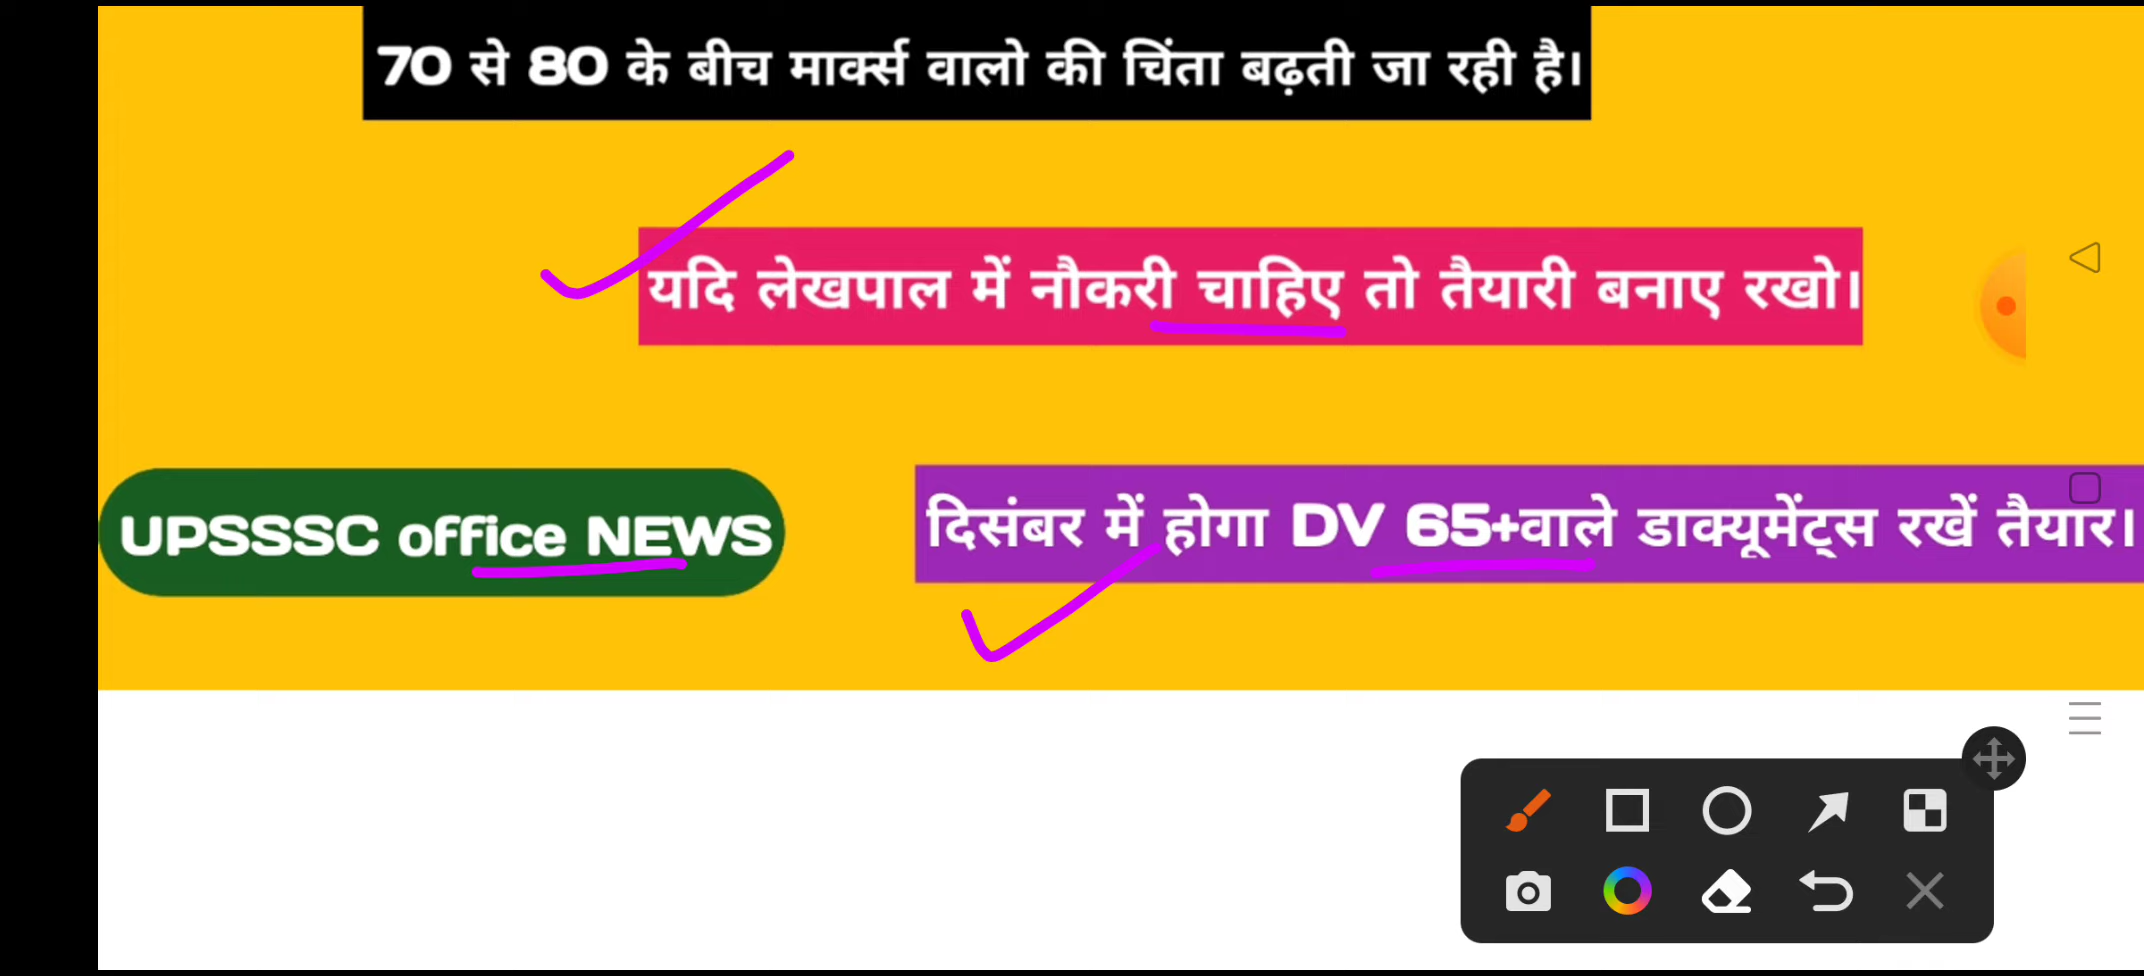 70 से 80 के बीच मार्क्स वालो की चिंता बढ़ती जा रही है।
यदि लेखपाल में नौकरी चाहिए तो तैयारी बनाए रखो।
UPSSSC office NEWS
दिसंबर में होगा DV 65+वाले डाक्यूमेंट्स रखें तैयार।